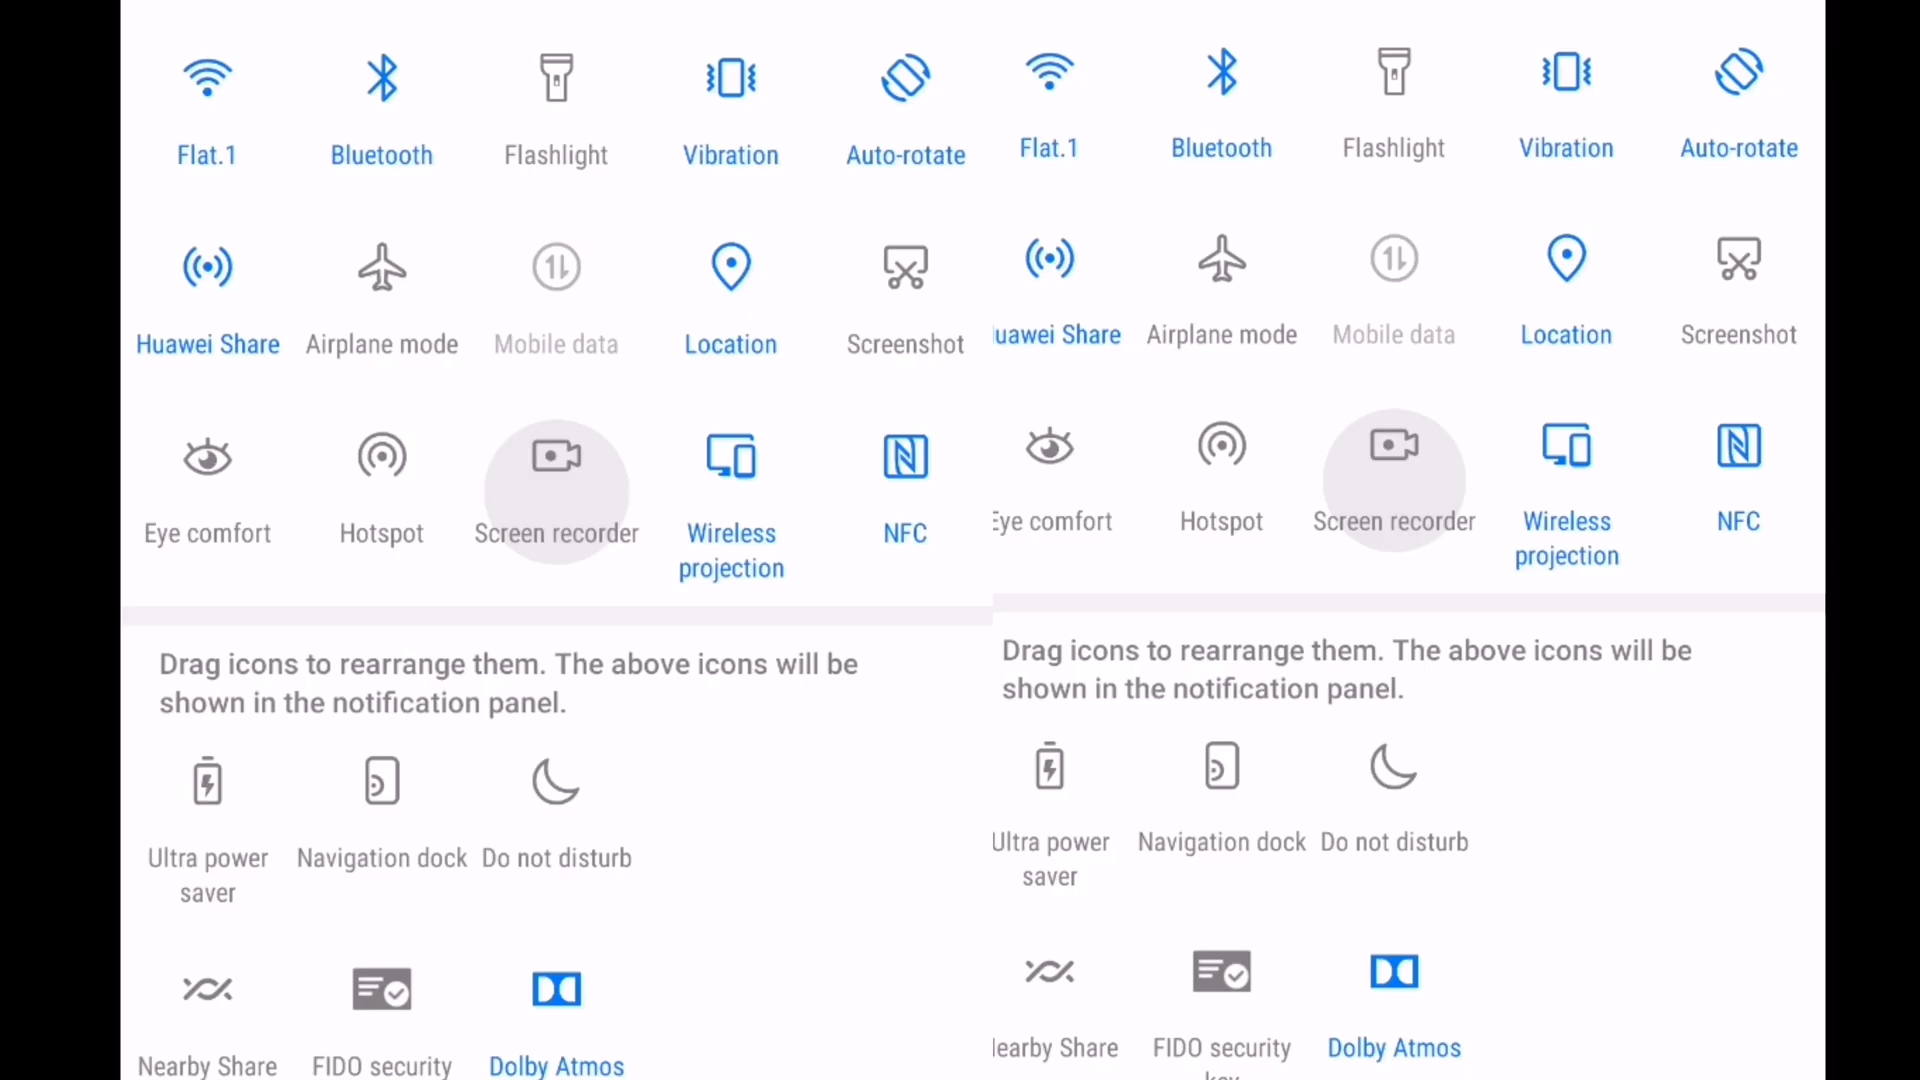 Flat.1 Bluetooth Flashlight Vibration Auto-rotate
Huawei Share Airplane mode Mobile data Location Screenshot
Eye comfort Hotspot Screen recorder Wireless projection NFC
Drag icons to rearrange them. The above icons will be
shown in the notification panel.
Ultra power saver Navigation dock Do not disturb
Nearby Share FIDO security Dolby Atmos
Flat.1 Bluetooth Flashlight Vibration Auto-rotate
uawei Share Airplane mode Mobile data Location Screenshot
Eye comfort Hotspot Screen recorder Wireless projection NFC
Drag icons to rearrange them. The above icons will be
shown in the notification panel.
Ultra power saver Navigation dock Do not disturb
earby Share FIDO security key Dolby Atmos